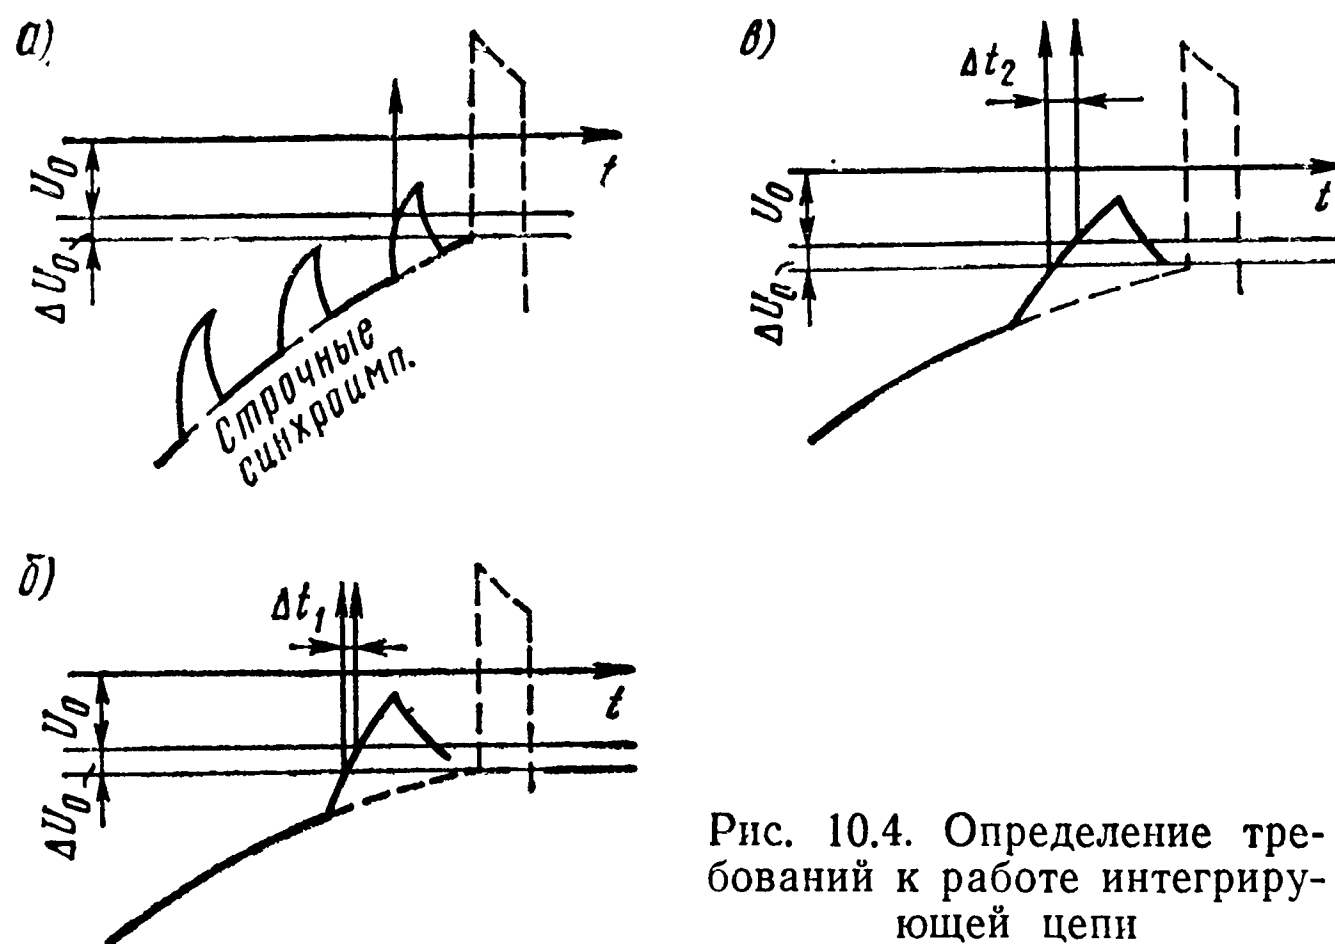 а)
t
U₀
ΔU₀
Строчные
синхроимп.
в)
Δt₂
t
U₀
ΔU₀
б)
Δt₁
t
U₀
ΔU₀
Рис. 10.4. Определение тре-
бований к работе интегриру-
ющей цепи